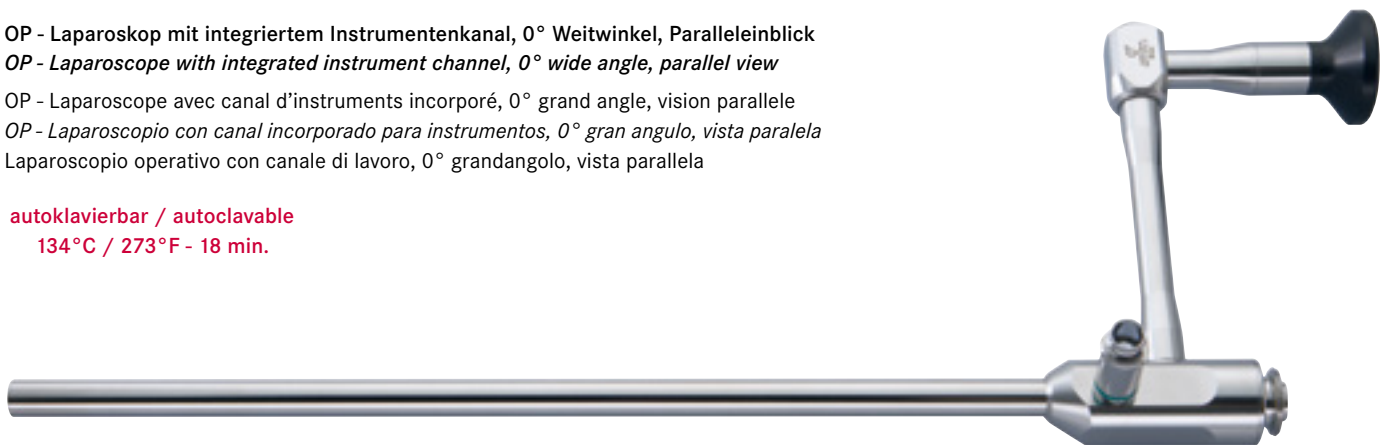 OP - Laparoskop mit integriertem Instrumentenkanal, 0° Weitwinkel, Paralleleinblick
OP - Laparoscope with integrated instrument channel, 0° wide angle, parallel view
OP - Laparoscope avec canal d'instruments incorporé, 0° grand angle, vision parallele
OP - Laparoscopio con canal incorporado para instrumentos, 0° gran angulo, vista paralela
Laparoscopio operativo con canale di lavoro, 0° grandangolo, vista parallela
autoklavierbar / autoclavable
134°C / 273°F - 18 min.